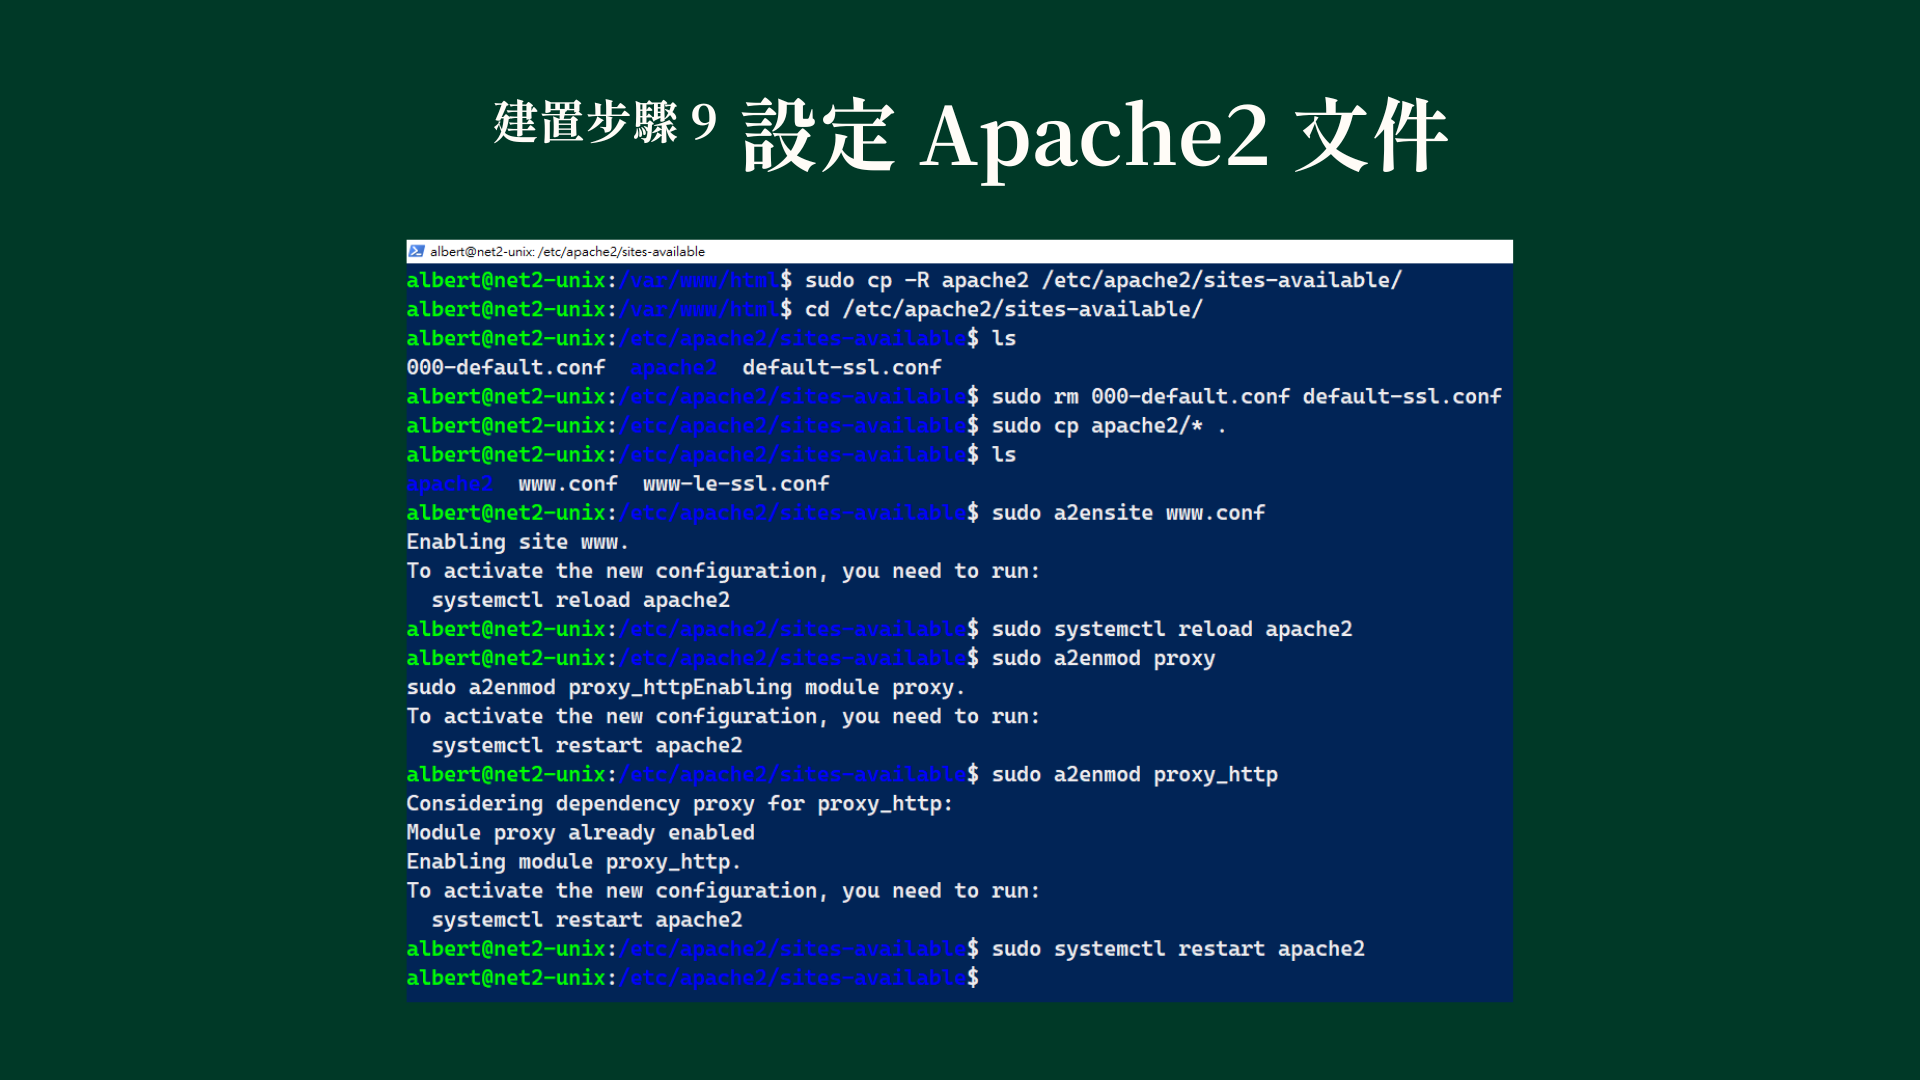 建置步驟 9 設定 Apache2 文件
albert@net2-unix: /etc/apache2/sites-available
albert@net2-unix:/var/www/html$ sudo cp -R apache2 /etc/apache2/sites-available/
albert@net2-unix:/var/www/html$ cd /etc/apache2/sites-available/
albert@net2-unix:/etc/apache2/sites-available$ ls
000-default.conf  apache2  default-ssl.conf
albert@net2-unix:/etc/apache2/sites-available$ sudo rm 000-default.conf default-ssl.conf
albert@net2-unix:/etc/apache2/sites-available$ sudo cp apache2/* .
albert@net2-unix:/etc/apache2/sites-available$ ls
apache2  www.conf  www-le-ssl.conf
albert@net2-unix:/etc/apache2/sites-available$ sudo a2ensite www.conf
Enabling site www.
To activate the new configuration, you need to run:
  systemctl reload apache2
albert@net2-unix:/etc/apache2/sites-available$ sudo systemctl reload apache2
albert@net2-unix:/etc/apache2/sites-available$ sudo a2enmod proxy
sudo a2enmod proxy_httpEnabling module proxy.
To activate the new configuration, you need to run:
  systemctl restart apache2
albert@net2-unix:/etc/apache2/sites-available$ sudo a2enmod proxy_http
Considering dependency proxy for proxy_http:
Module proxy already enabled
Enabling module proxy_http.
To activate the new configuration, you need to run:
  systemctl restart apache2
albert@net2-unix:/etc/apache2/sites-available$ sudo systemctl restart apache2
albert@net2-unix:/etc/apache2/sites-available$